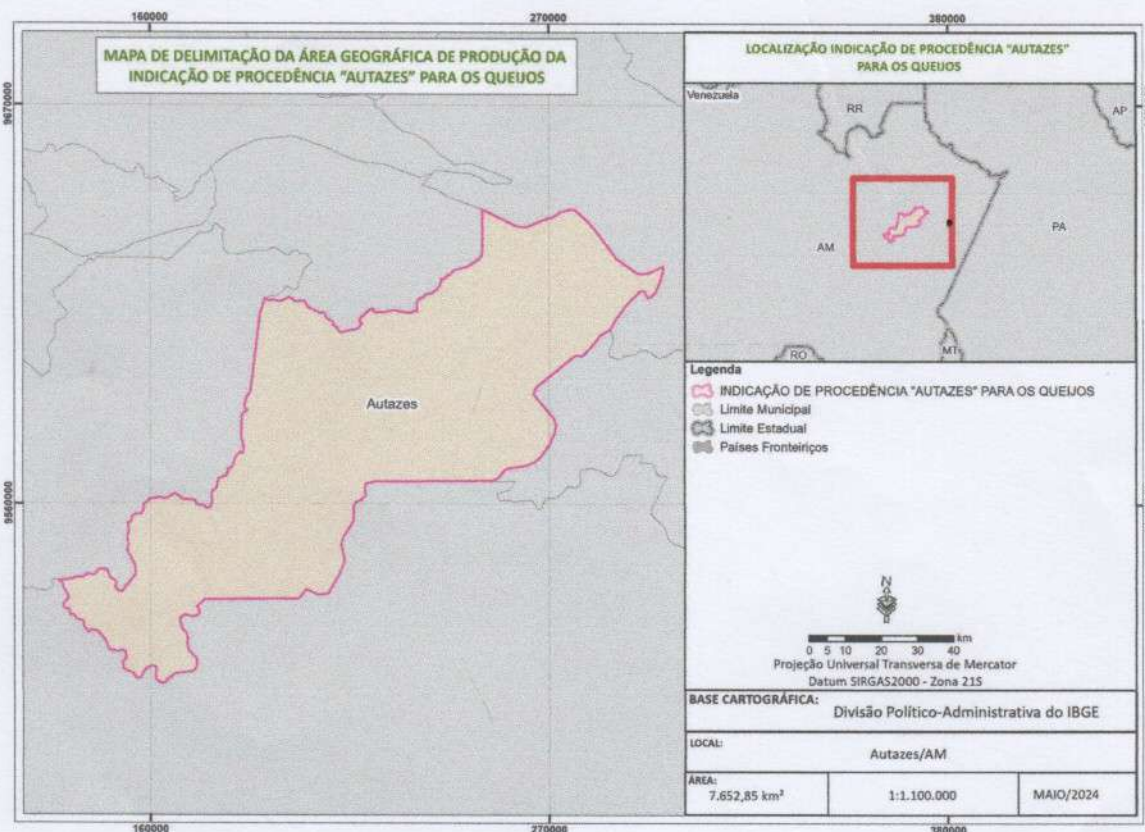 160000
270000
380000
MAPA DE DELIMITAÇÃO DA ÁREA GEOGRÁFICA DE PRODUÇÃO DA
INDICAÇÃO DE PROCEDÊNCIA "AUTAZES" PARA OS QUEIJOS
9670000
9560000
Autazes
160000
270000
380000
LOCALIZAÇÃO INDICAÇÃO DE PROCEDÊNCIA "AUTAZES"
PARA OS QUEIJOS
Venezuela
RR
AP
AM
PA
RO
MT
Legenda
INDICAÇÃO DE PROCEDÊNCIA "AUTAZES" PARA OS QUEIJOS
Limite Municipal
Limite Estadual
Países Fronteiriços
N
km
0 5 10 20 30 40
Projeção Universal Transversa de Mercator
Datum SIRGAS2000 - Zona 21S
BASE CARTOGRÁFICA:
Divisão Político-Administrativa do IBGE
LOCAL:
Autazes/AM
ÁREA:
7.652,85 km²
1:1.100.000
MAIO/2024